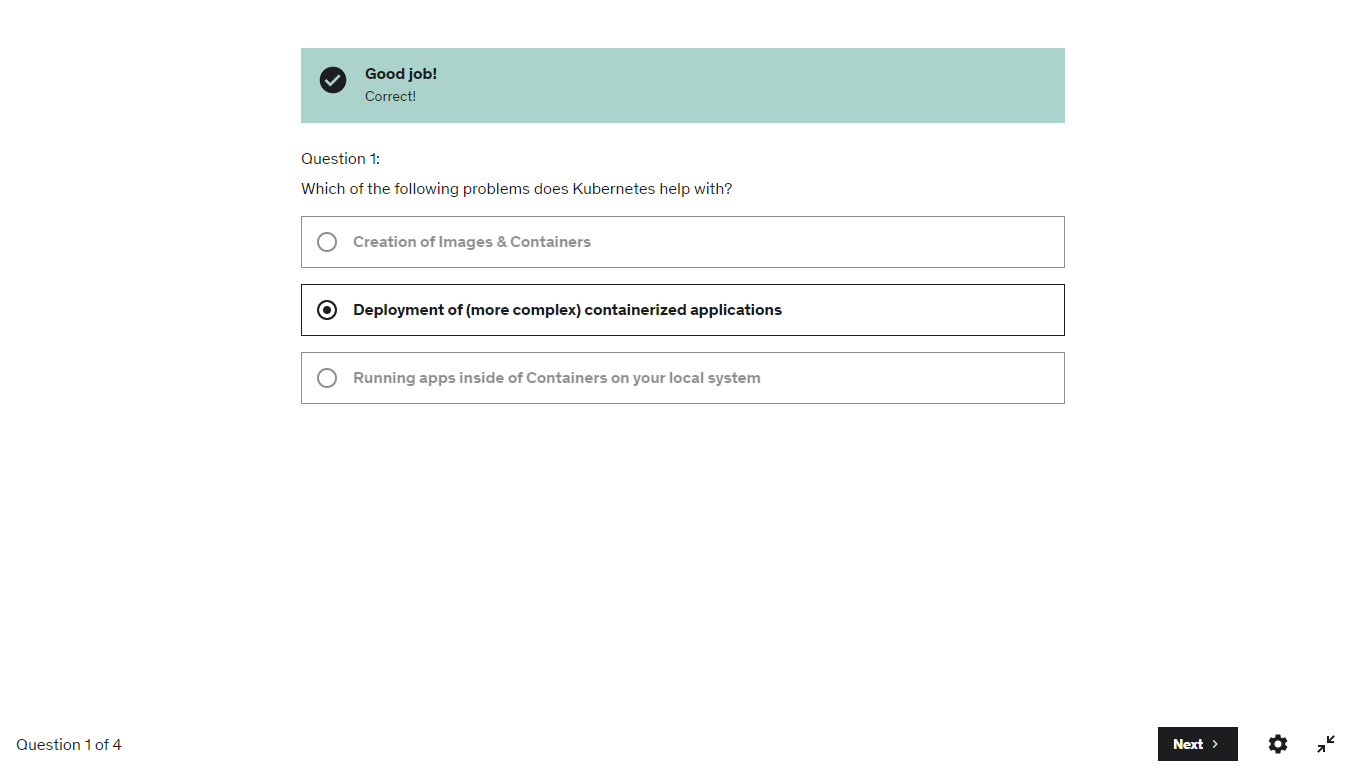 Good job!
Correct!
Question 1:
Which of the following problems does Kubernetes help with?
Creation of Images & Containers
Deployment of (more complex) containerized applications
Running apps inside of Containers on your local system
Question 1 of 4
Next